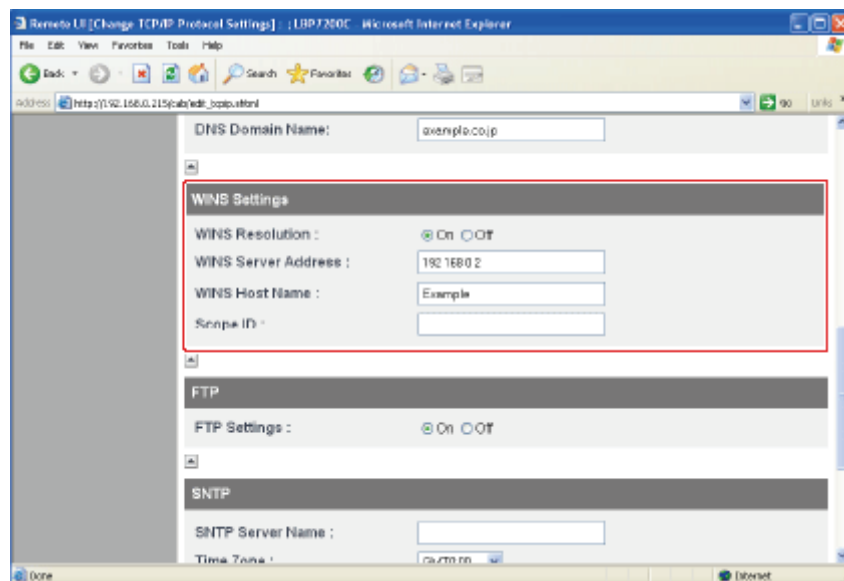 Remote UI [Change TCP/IP Protocol Settings] : ; LBP7200C - Microsoft Internet Explorer
File Edit View Favorites Tools Help
Back Search Favorites
Address http://192.168.0.215/cab/edit_tcpip.shtml Go Links
DNS Domain Name: example.co.jp
WINS Settings
WINS Resolution : On Off
WINS Server Address : 192.168.0.2
WINS Host Name : Example
Scope ID :
FTP
FTP Settings : On Off
SNTP
SNTP Server Name :
Time Zone :
Done Internet